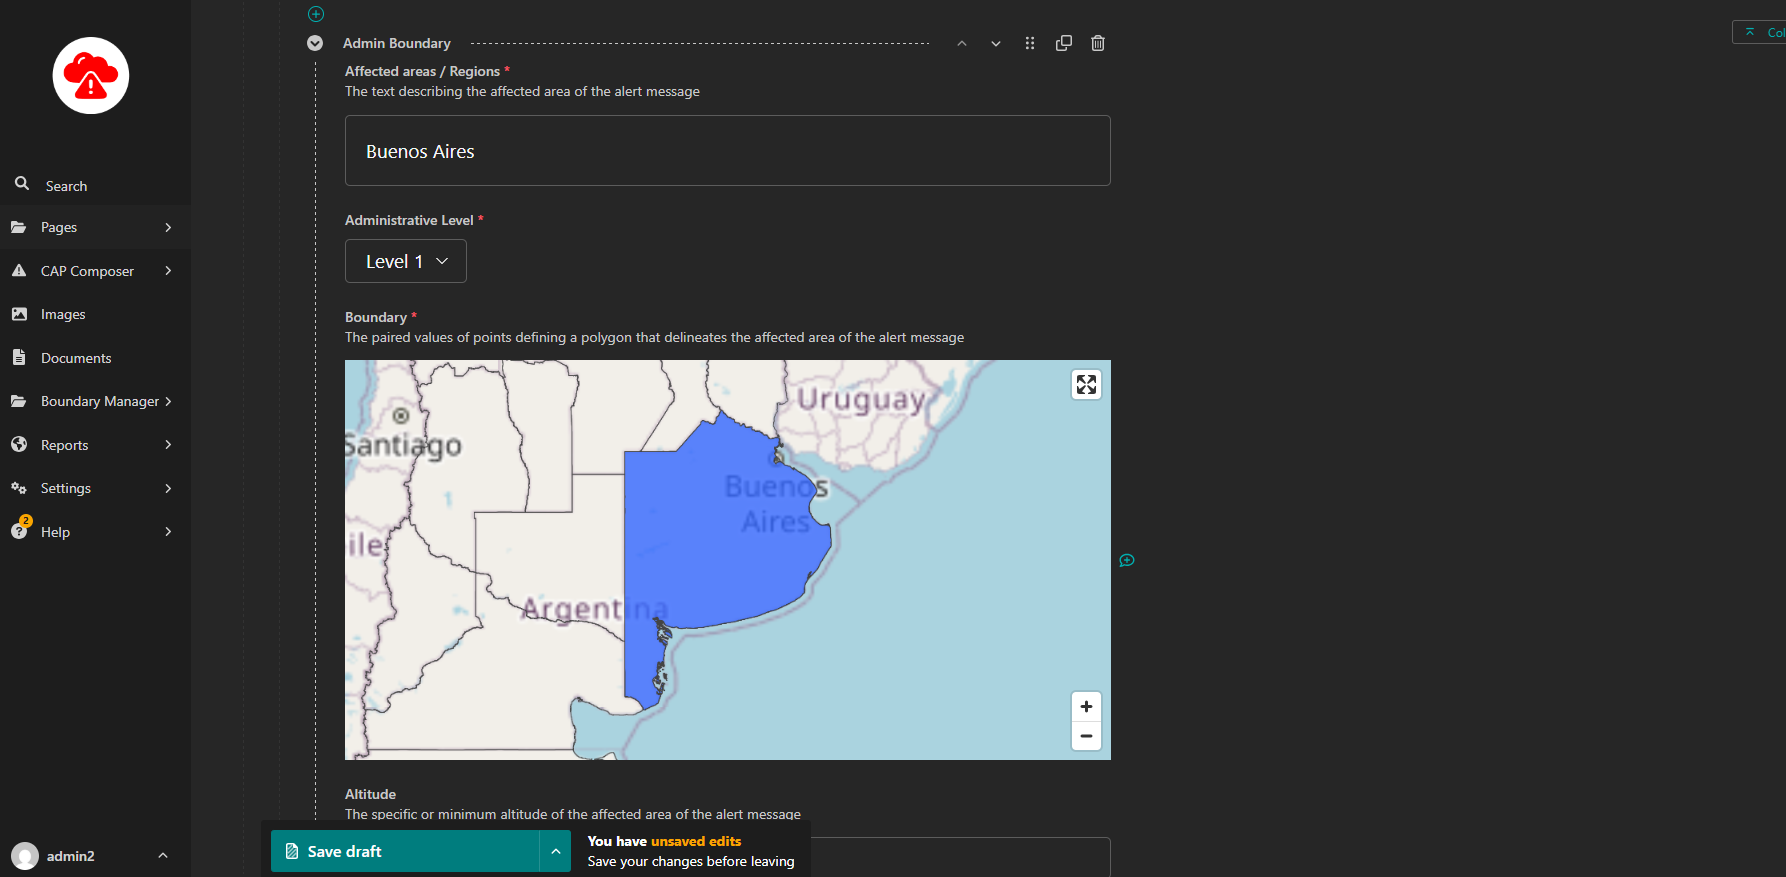 Admin Boundary
Col
Affected areas / Regions *
The text describing the affected area of the alert message
Buenos Aires
Search
Pages
CAP Composer
Images
Documents
Boundary Manager
Reports
Settings
2
Help
admin2
Administrative Level *
Level 1
Boundary *
The paired values of points defining a polygon that delineates the affected area of the alert message
Uruguay
Santiago
Buenos
Aires
ile
Argentina
+
−
Altitude
The specific or minimum altitude of the affected area of the alert message
Save draft
You have unsaved edits
Save your changes before leaving